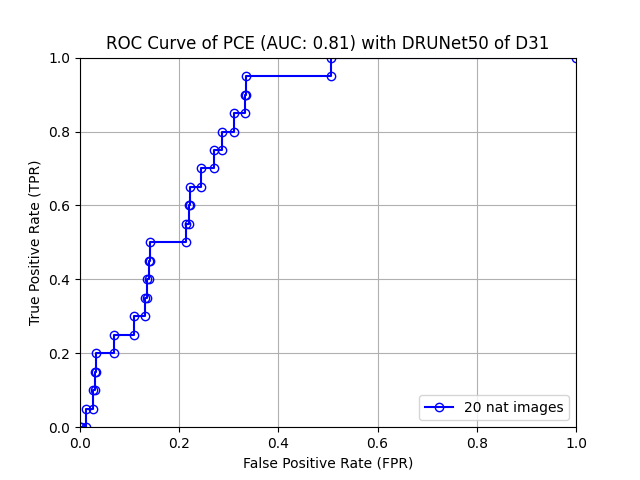 ROC Curve of PCE (AUC: 0.81) with DRUNet50 of D31
1.0
0.8
0.6
0.4
0.2
0.0
True Positive Rate (TPR)
20 nat images
0.0 0.2 0.4 0.6 0.8 1.0
False Positive Rate (FPR)